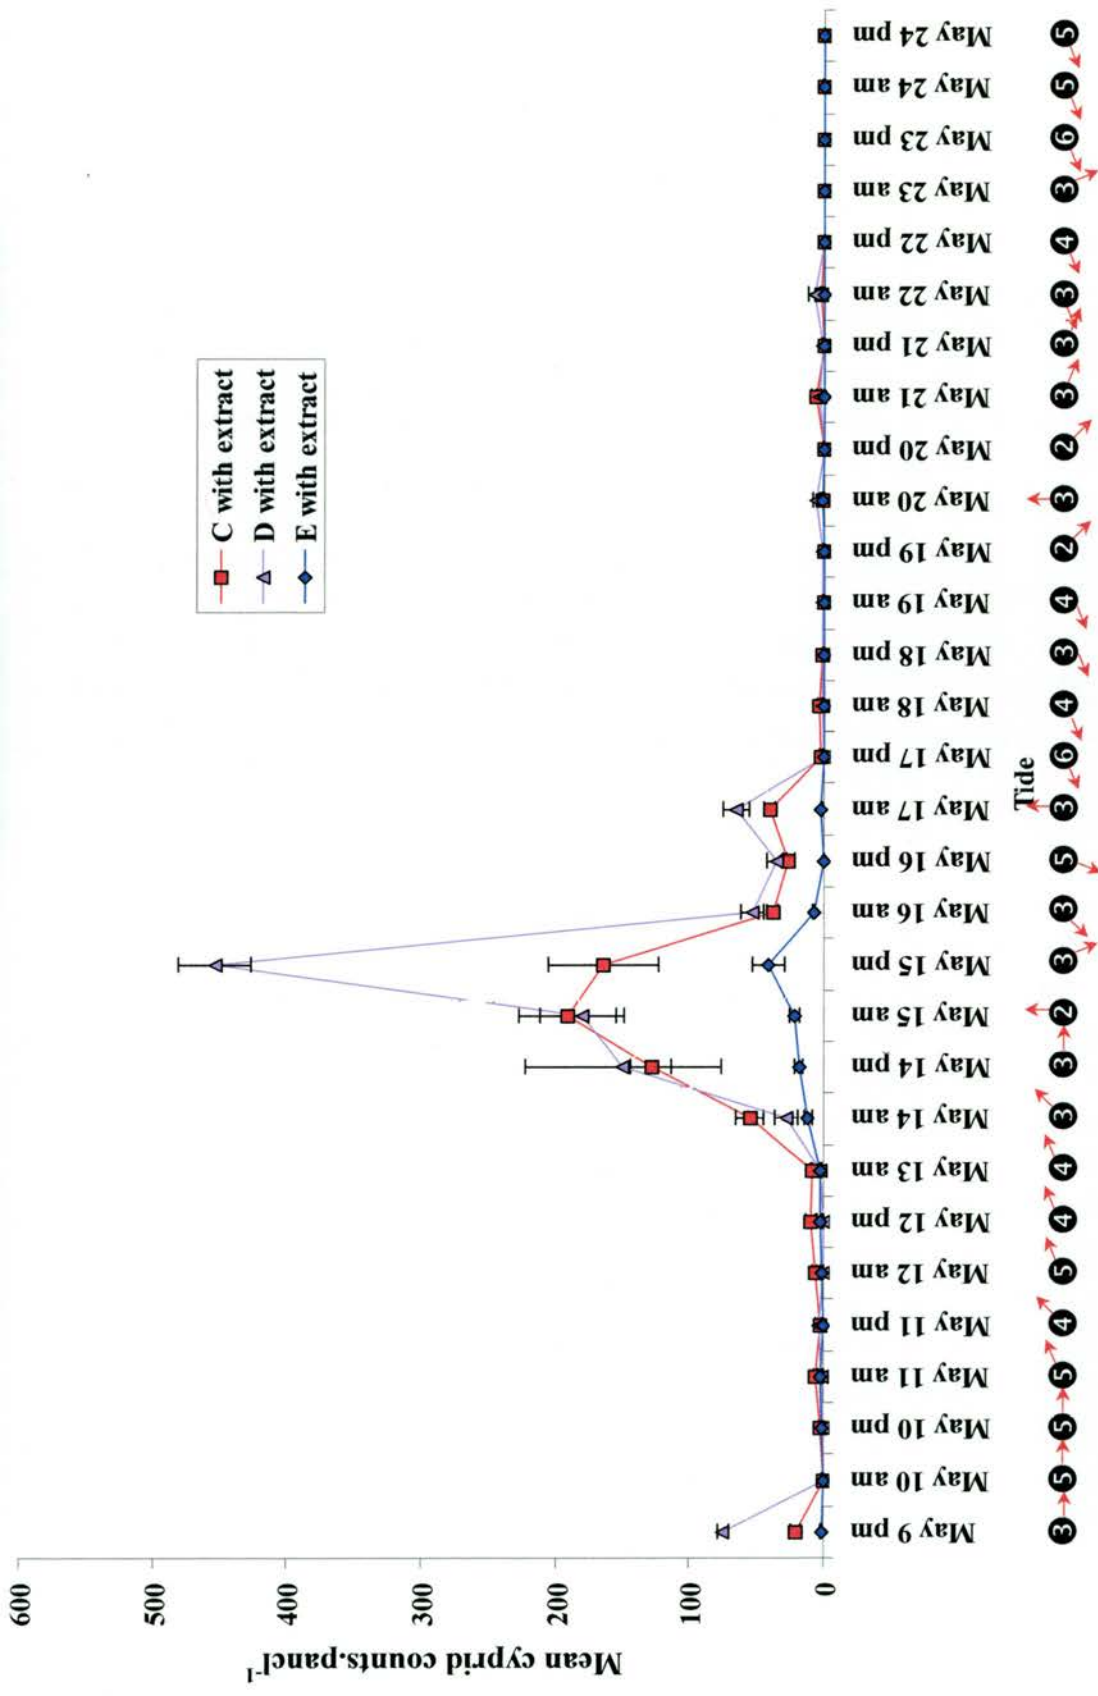 Mean cyprid counts.panel⁻¹
600
500
400
300
200
100
0
C with extract
D with extract
E with extract
May 9 pm
May 10 am
May 10 pm
May 11 am
May 11 pm
May 12 am
May 12 pm
May 13 am
May 14 am
May 14 pm
May 15 am
May 15 pm
May 16 am
May 16 pm
May 17 am
May 17 pm
May 18 am
May 18 pm
May 19 am
May 19 pm
May 20 am
May 20 pm
May 21 am
May 21 pm
May 22 am
May 22 pm
May 23 am
May 23 pm
May 24 am
May 24 pm
Tide
3 5 5 5 4 5 4 4 3 3 2 3 3 5 3 6 4 3 4 2 3 2 3 3 3 4 3 6 5 5